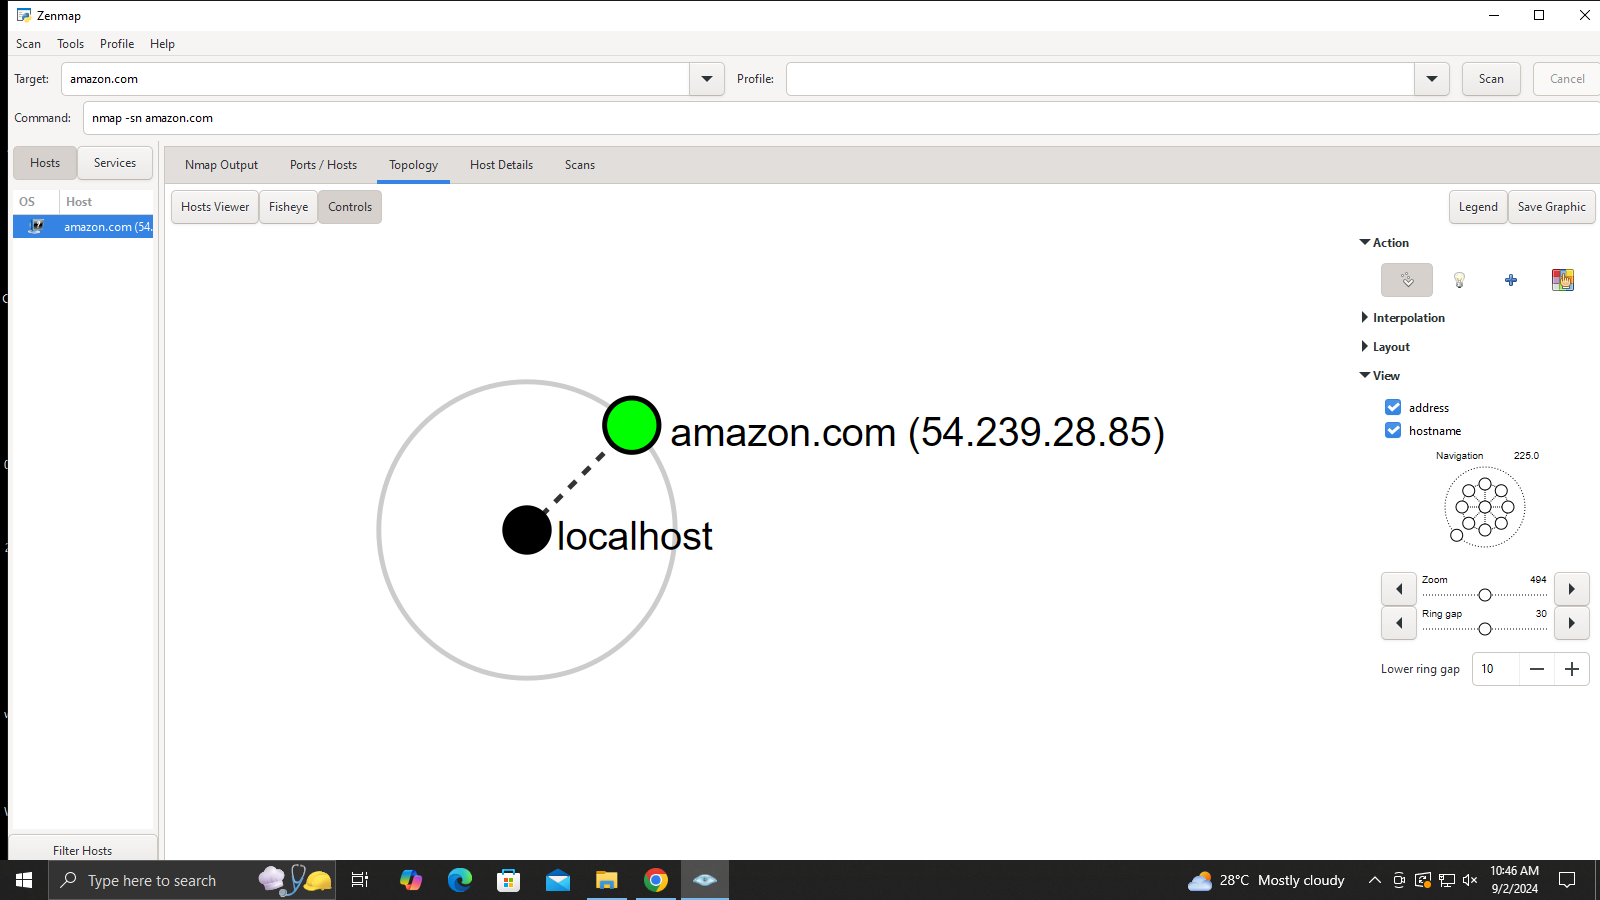 Zenmap
Scan Tools Profile Help
Target: amazon.com Profile: Scan Cancel
Command: nmap -sn amazon.com
Hosts Services Nmap Output Ports / Hosts Topology Host Details Scans
OS Host Hosts Viewer Fisheye Controls Legend Save Graphic
amazon.com (54.
Action
Interpolation
Layout
View
address
hostname
amazon.com (54.239.28.85)
localhost
Navigation 225.0
Zoom 494
Ring gap 30
Lower ring gap 10
Filter Hosts
Type here to search
28°C Mostly cloudy
10:46 AM
9/2/2024